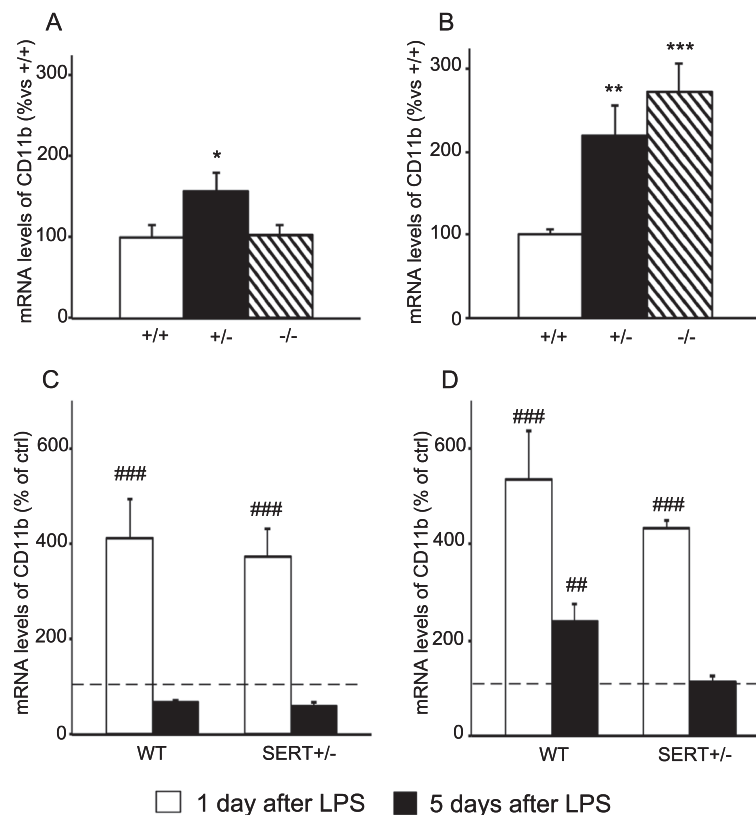 A
mRNA levels of CD11b (%vs +/+)
300
200
100
0
*
+/+ +/- -/-
B
mRNA levels of CD11b (%vs +/+)
300
200
100
0
**
***
+/+ +/- -/-
C
mRNA levels of CD11b (% of ctrl)
600
400
200
0
###
###
WT SERT+/-
D
mRNA levels of CD11b (% of ctrl)
600
400
200
0
###
##
###
WT SERT+/-
1 day after LPS 5 days after LPS